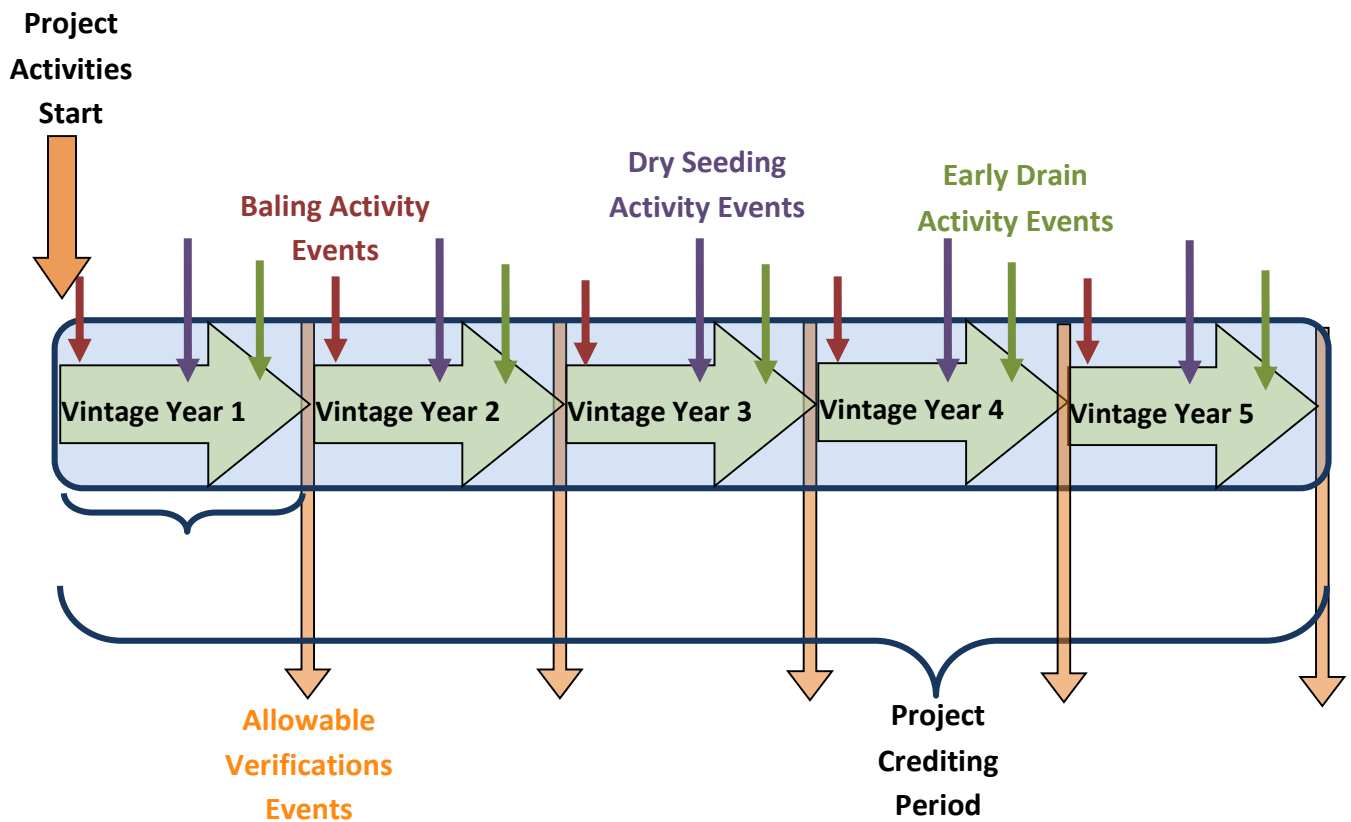 Project
Activities
Start
Baling Activity
Events
Dry Seeding
Activity Events
Early Drain
Activity Events
Vintage Year 1
Vintage Year 2
Vintage Year 3
Vintage Year 4
Vintage Year 5
Allowable
Verifications
Events
Project
Crediting
Period